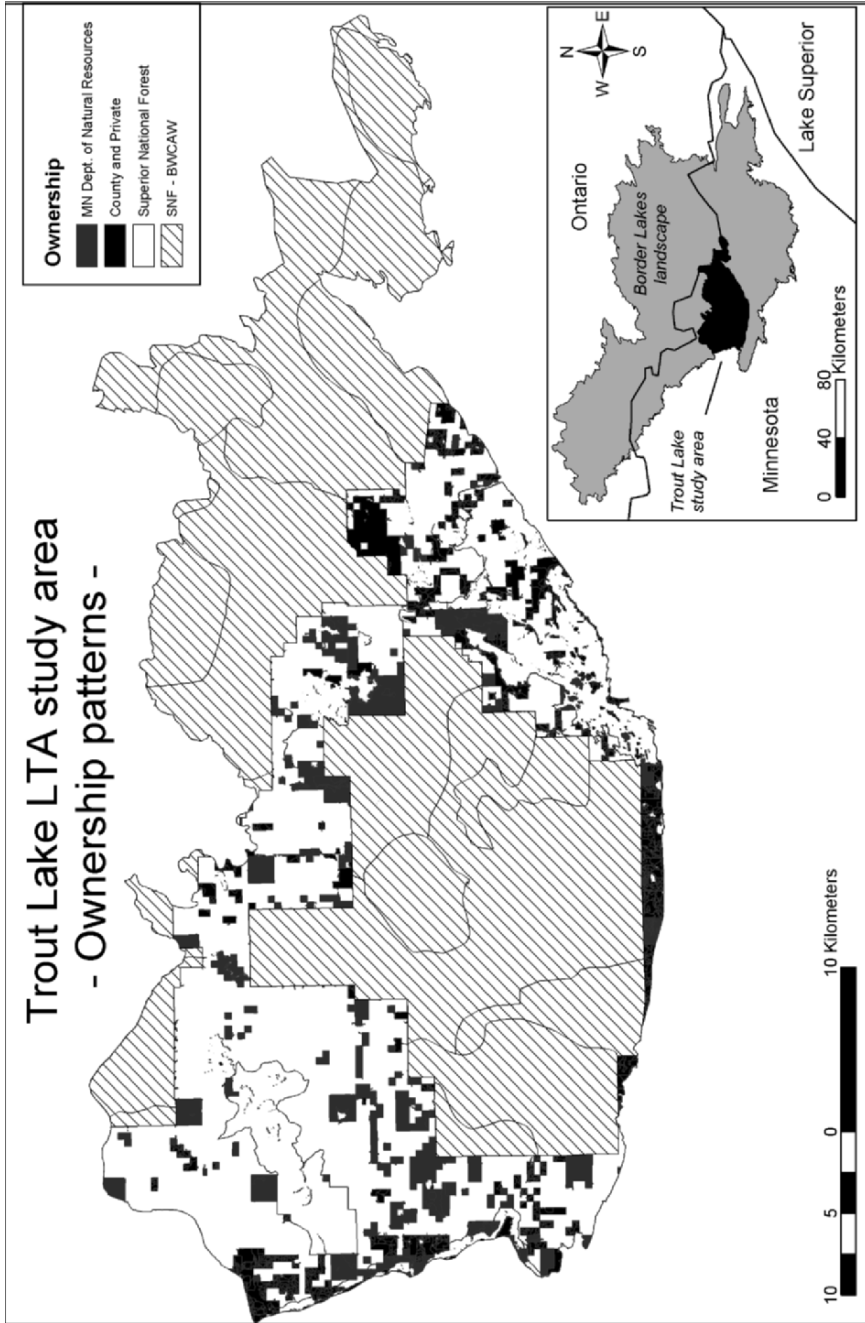 Trout Lake LTA study area
- Ownership patterns -
Ownership
MN Dept. of Natural Resources
County and Private
Superior National Forest
SNF - BWCAW
N
W
E
S
Ontario
Border Lakes
landscape
Lake Superior
Trout Lake
study area
Minnesota
0 40 80
Kilometers
10 5 0 10 Kilometers